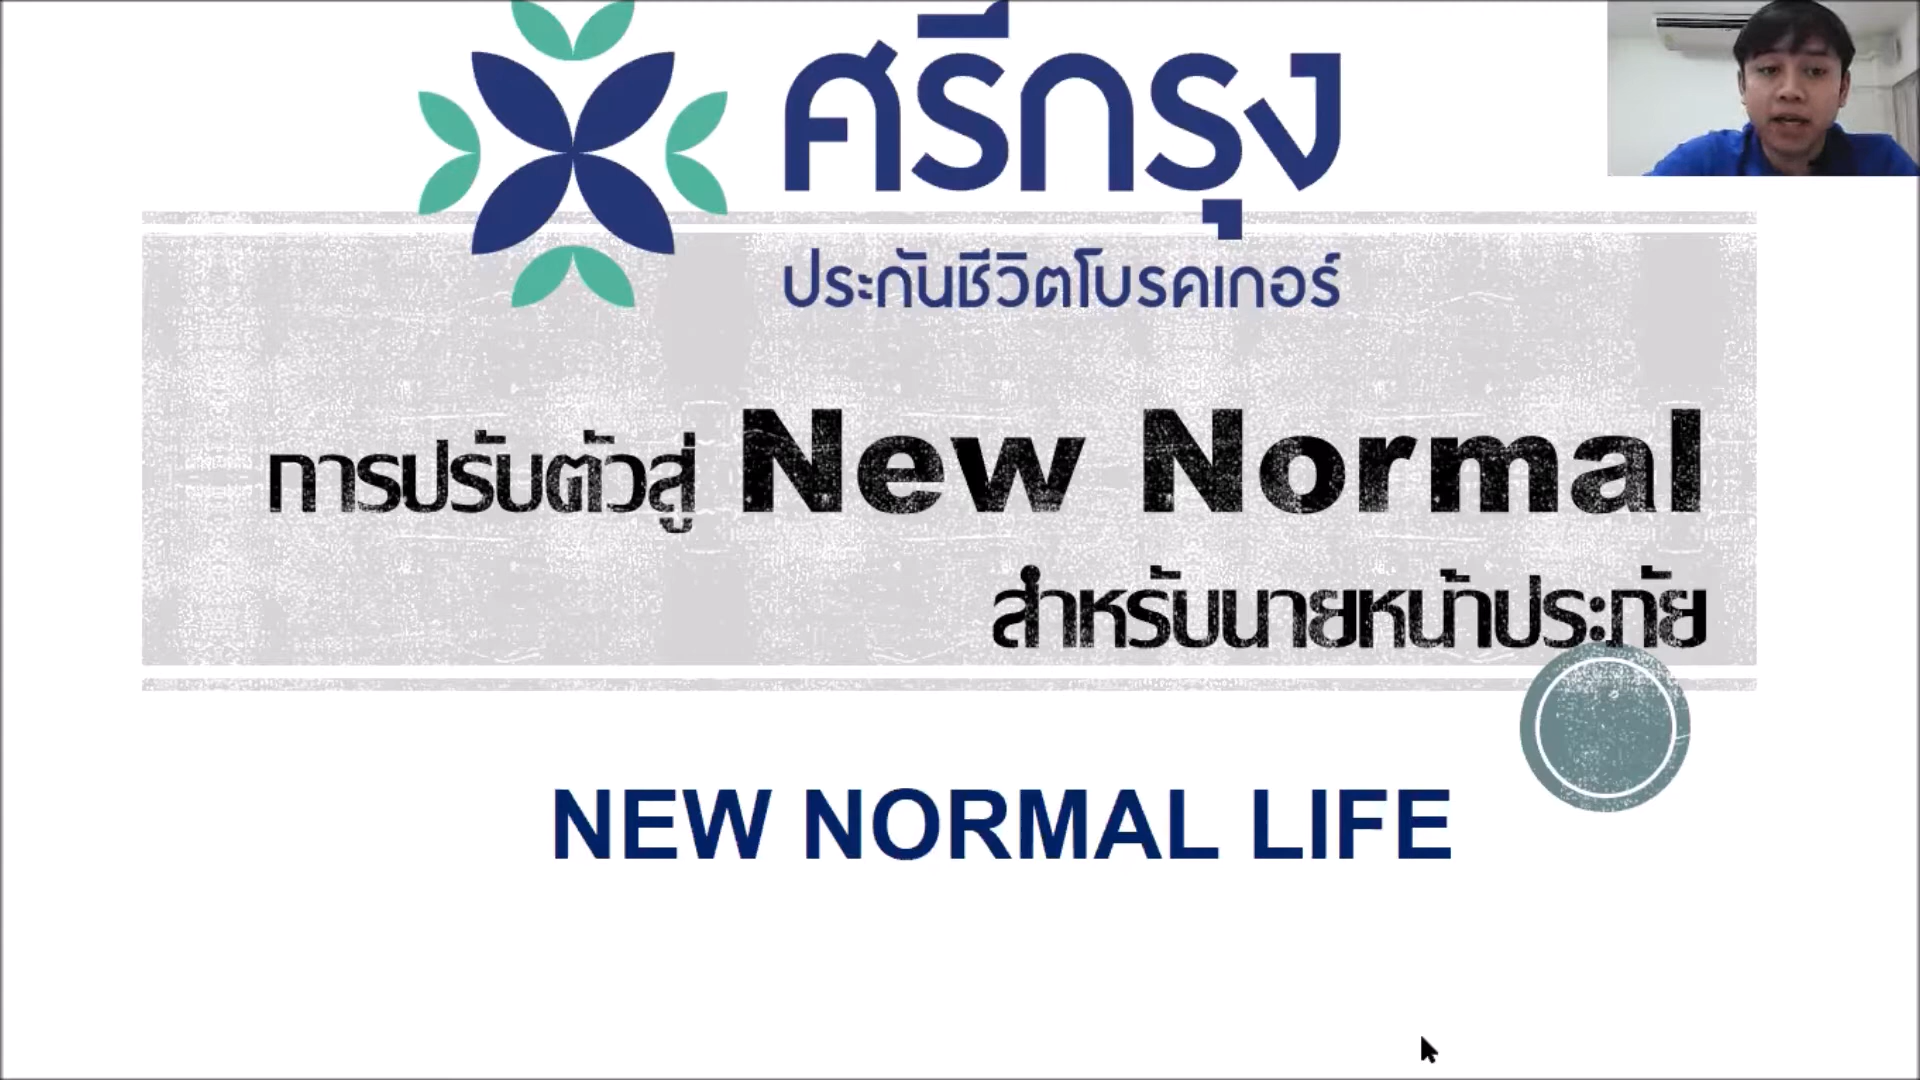 ศรีกรุง
ประกันชีวิตโบรคเกอร์
การปรับตัวสู่ New Normal
สำหรับนายหน้าประกัย
NEW NORMAL LIFE